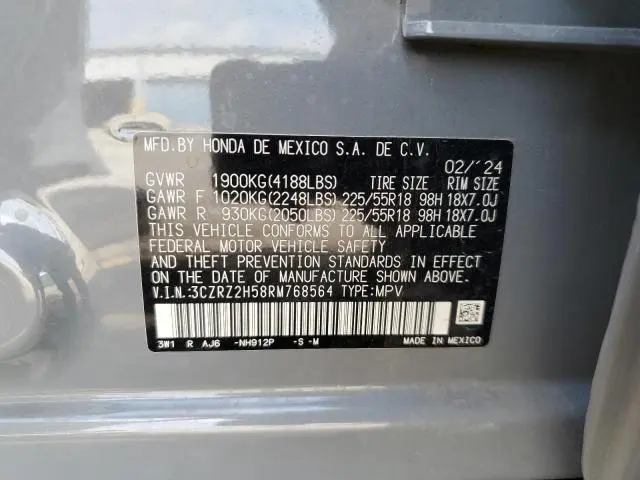 MFD.BY HONDA DE MEXICO S.A. DE C.V.
02/'24
GVWR 1900KG(4188LBS) TIRE SIZE RIM SIZE
GAWR F 1020KG(2248LBS) 225/55R18 98H 18X7.0J
GAWR R 930KG(2050LBS) 225/55R18 98H 18X7.0J
THIS VEHICLE CONFORMS TO ALL APPLICABLE
FEDERAL MOTOR VEHICLE SAFETY
AND THEFT PREVENTION STANDARDS IN EFFECT
ON THE DATE OF MANUFACTURE SHOWN ABOVE.
V.I.N.:3CZRZ2H58RM768564 TYPE:MPV
3W1 R AJ6 -NH912P -S -M MADE IN MEXICO